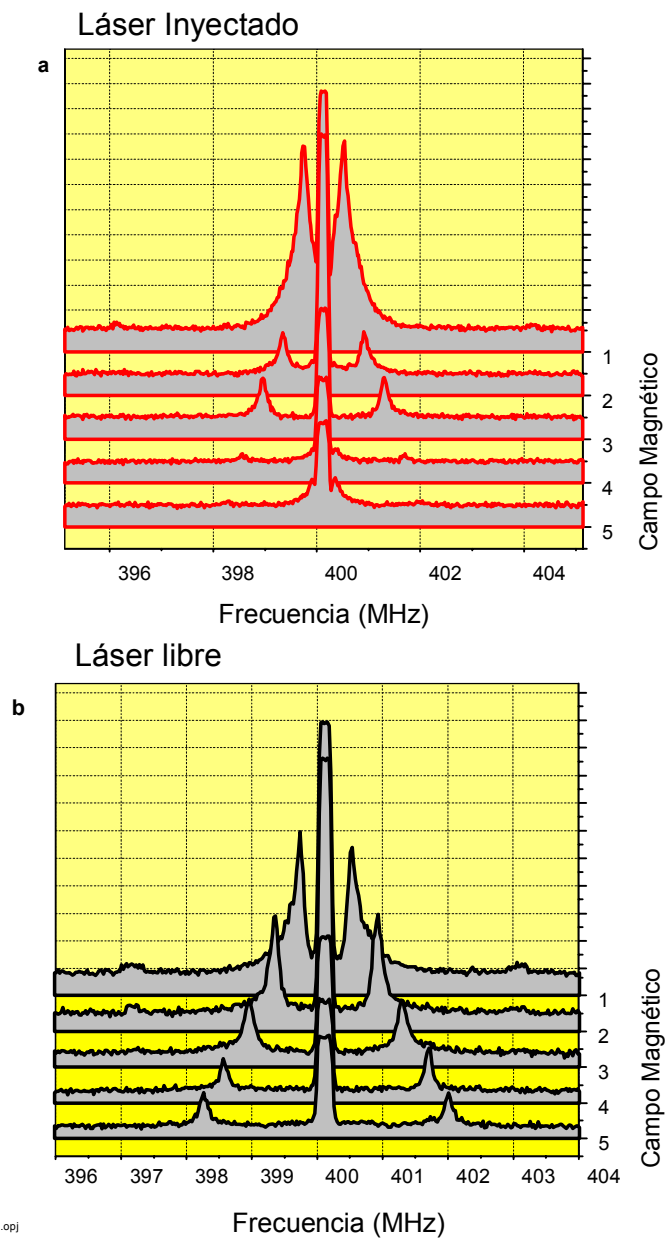 Láser Inyectado
a
1
2
3
4
5
Campo Magnético
396 398 400 402 404
Frecuencia (MHz)
Láser libre
b
1
2
3
4
5
Campo Magnético
396 397 398 399 400 401 402 403 404
Frecuencia (MHz)
.opj